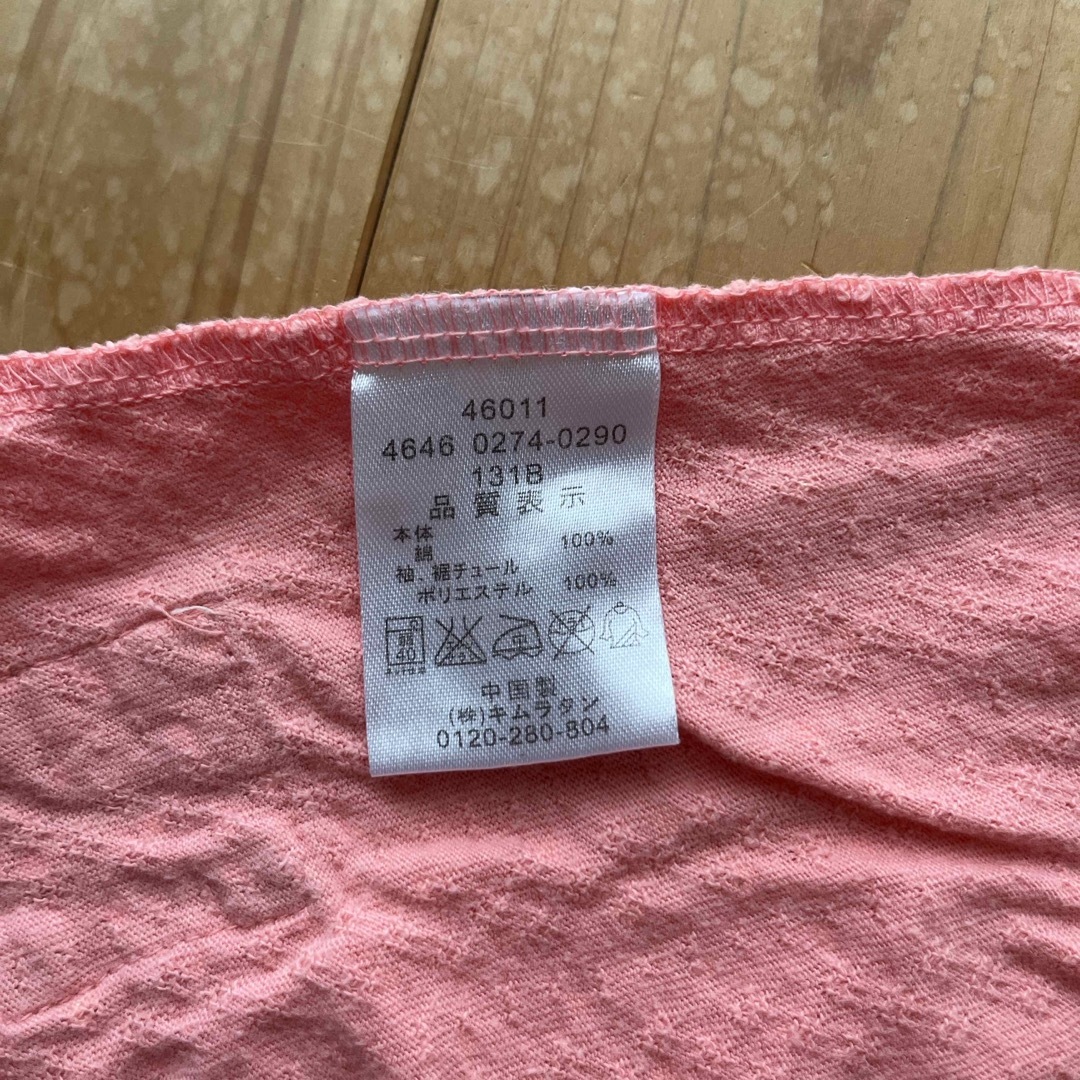 46011
4646 0274-0290
131B
品質表示
本体
綿 100%
袖、裾チュール
ポリエステル 100%
40
中国製
(株)キムラタン
0120-280-804